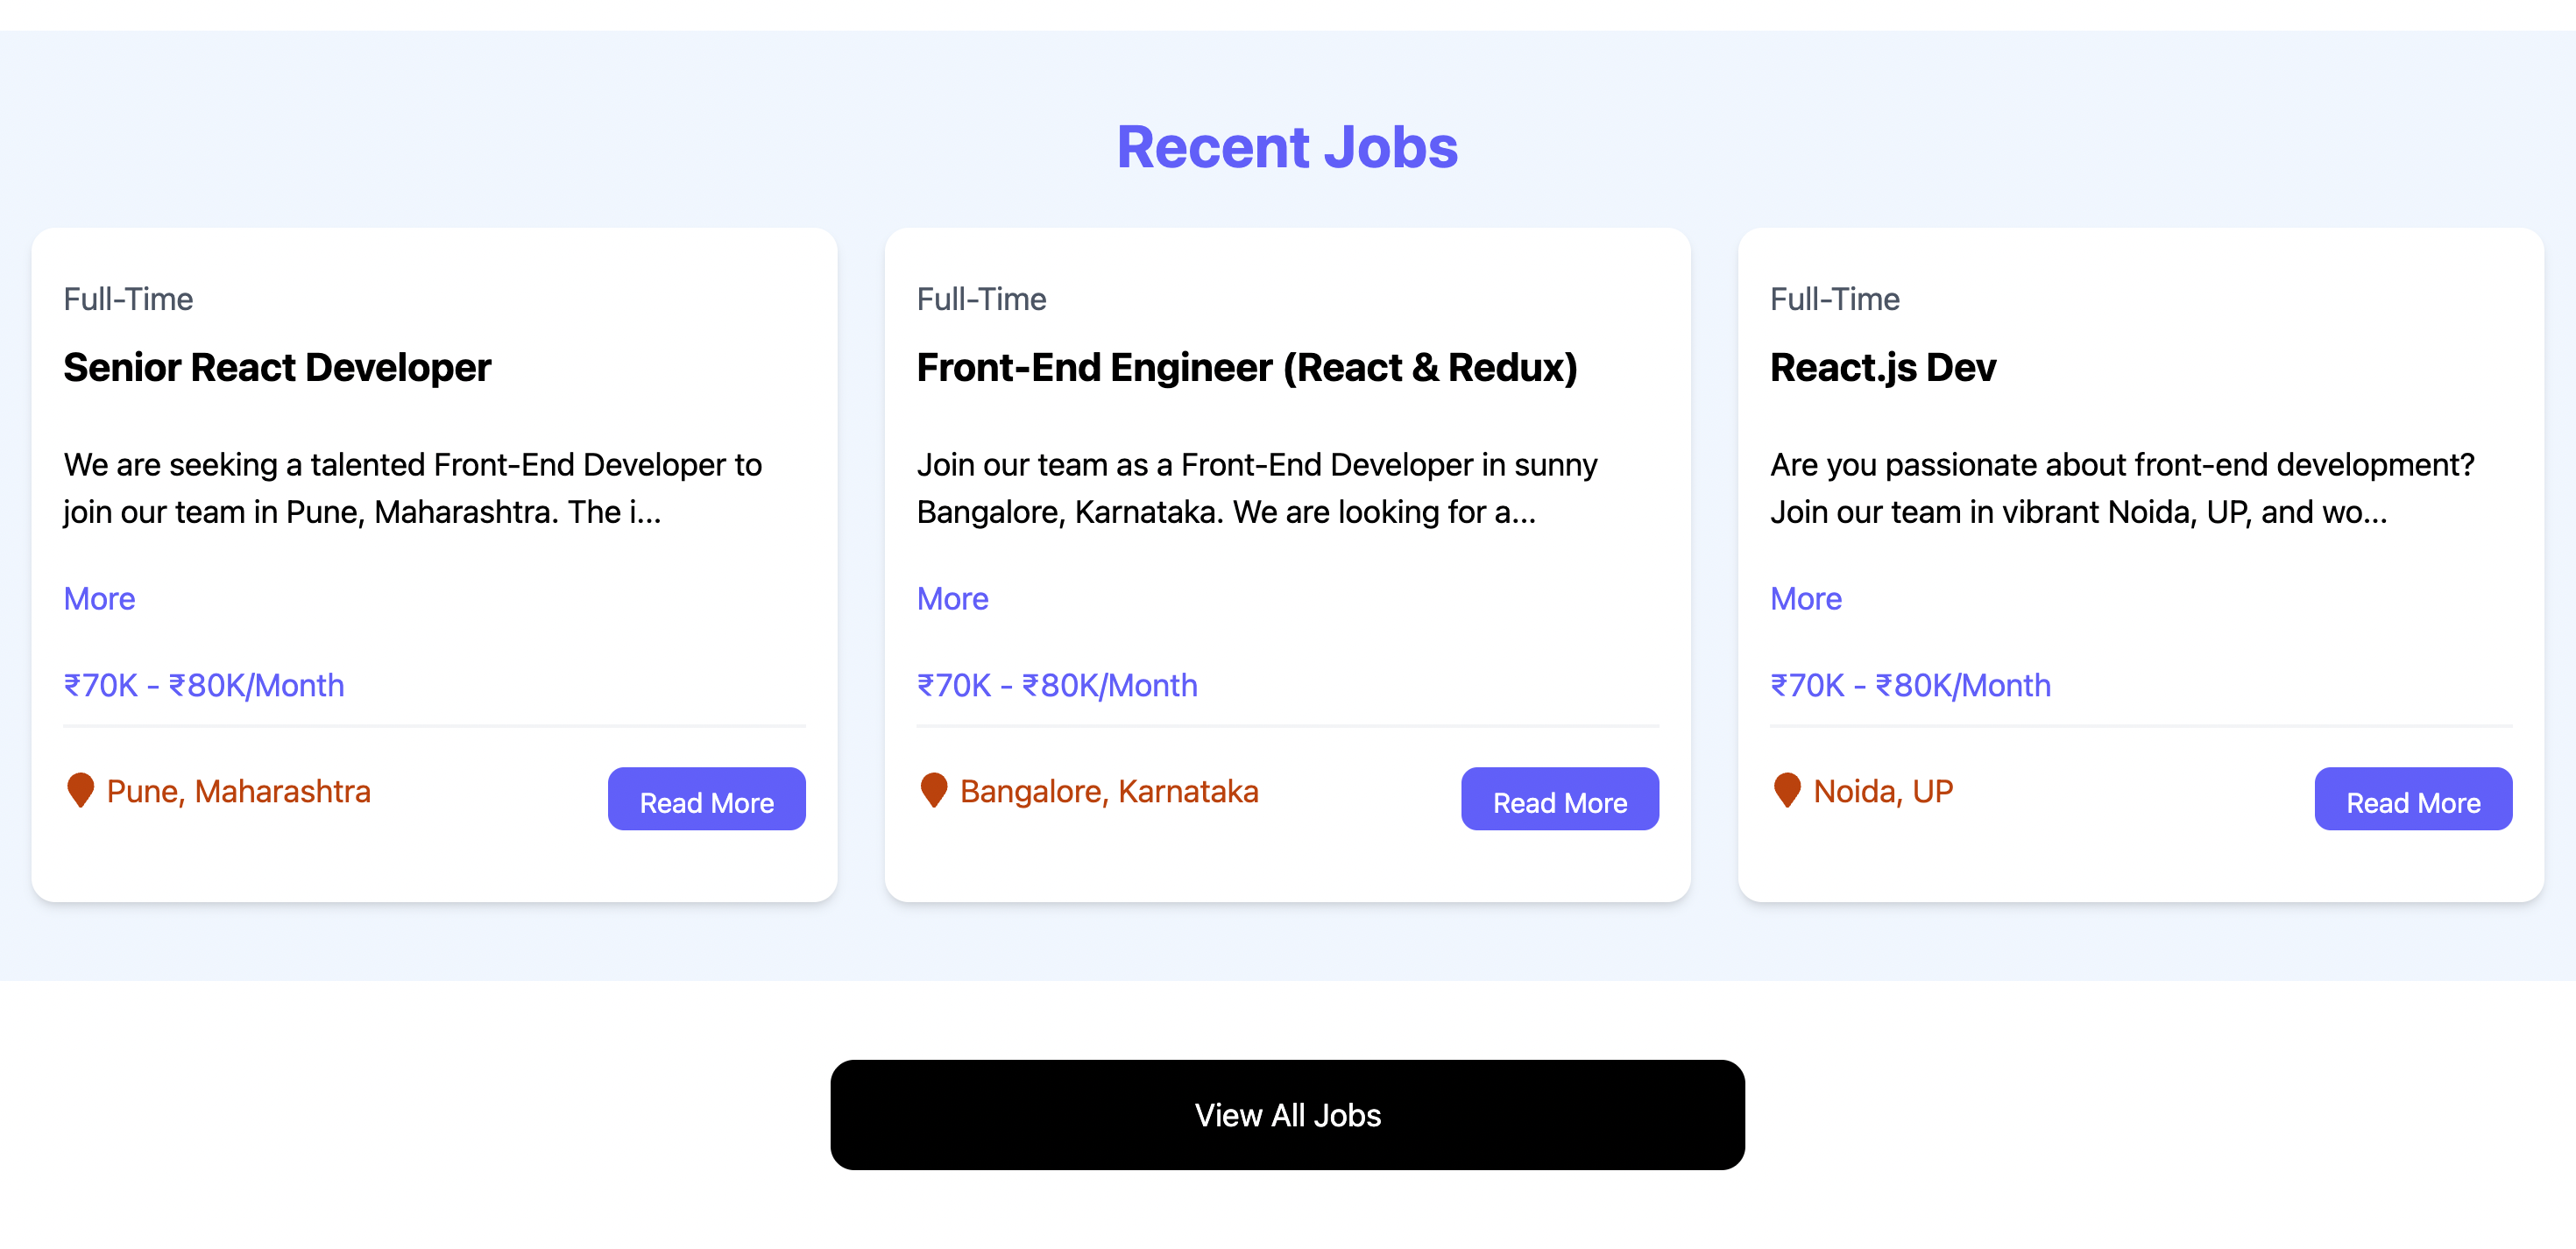 Recent Jobs
Full-Time
Senior React Developer
We are seeking a talented Front-End Developer to
join our team in Pune, Maharashtra. The i...
More
₹70K - ₹80K/Month
Pune, Maharashtra
Read More
Full-Time
Front-End Engineer (React & Redux)
Join our team as a Front-End Developer in sunny
Bangalore, Karnataka. We are looking for a...
More
₹70K - ₹80K/Month
Bangalore, Karnataka
Read More
Full-Time
React.js Dev
Are you passionate about front-end development?
Join our team in vibrant Noida, UP, and wo...
More
₹70K - ₹80K/Month
Noida, UP
Read More
View All Jobs